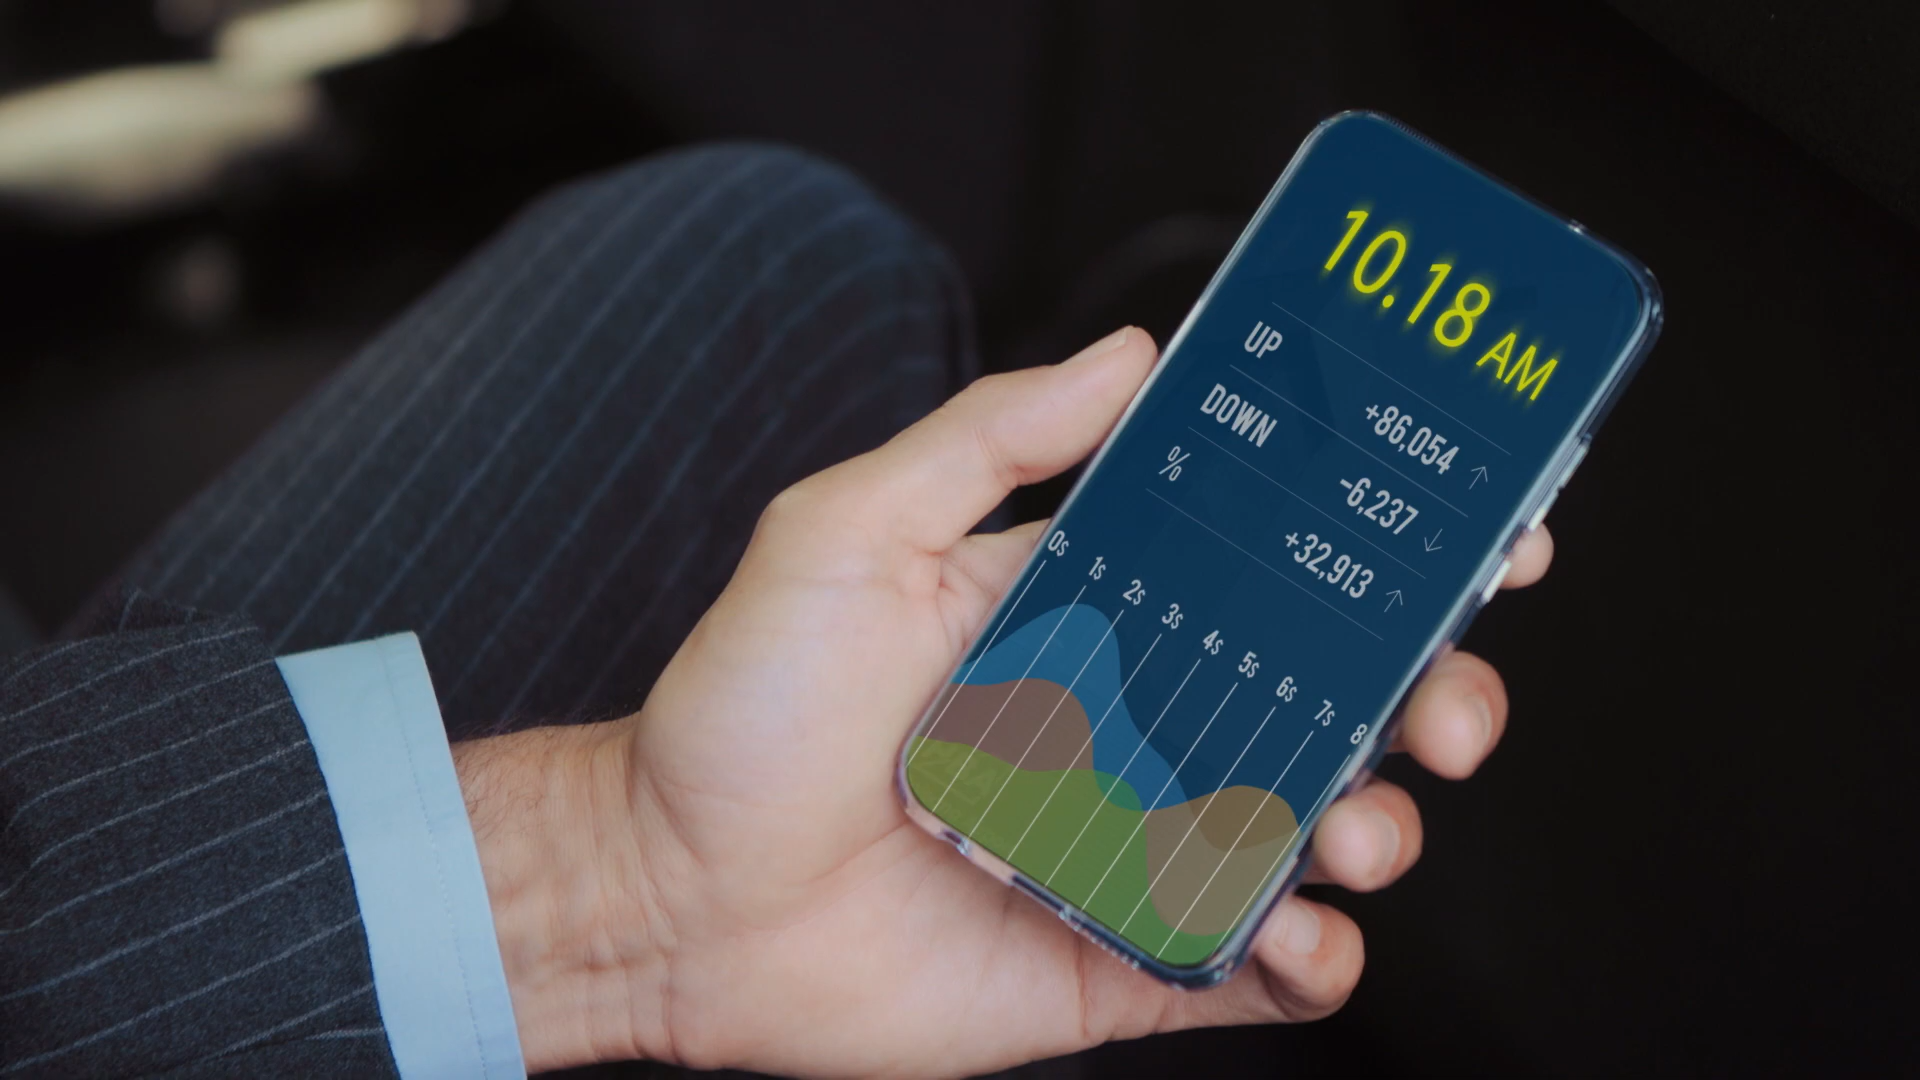 10.18 AM
UP +86,054 ↑
DOWN -6,237 ↓
% +32,913 ↑
0s 1s 2s 3s 4s 5s 6s 7s 8